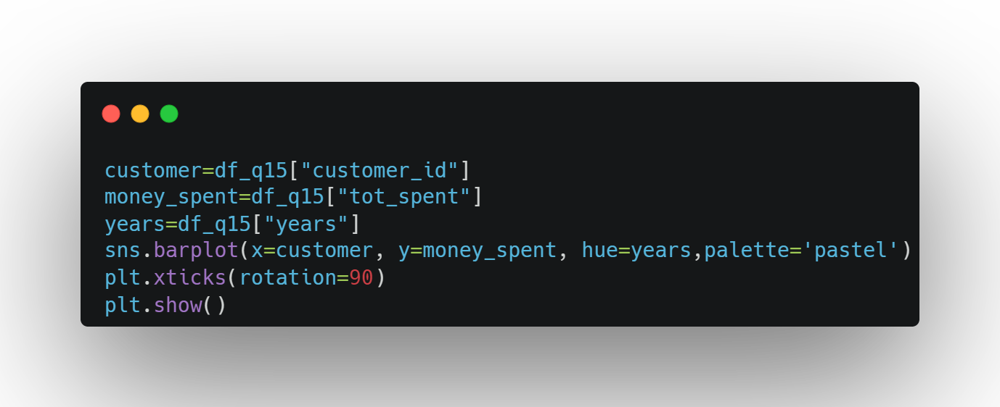 customer=df_q15["customer_id"]
money_spent=df_q15["tot_spent"]
years=df_q15["years"]
sns.barplot(x=customer, y=money_spent, hue=years,palette='pastel')
plt.xticks(rotation=90)
plt.show()